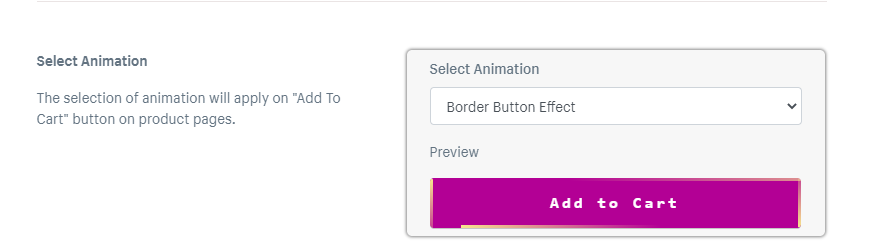 Select Animation
The selection of animation will apply on "Add To
Cart" button on product pages.
Select Animation
Border Button Effect
Preview
Add to Cart